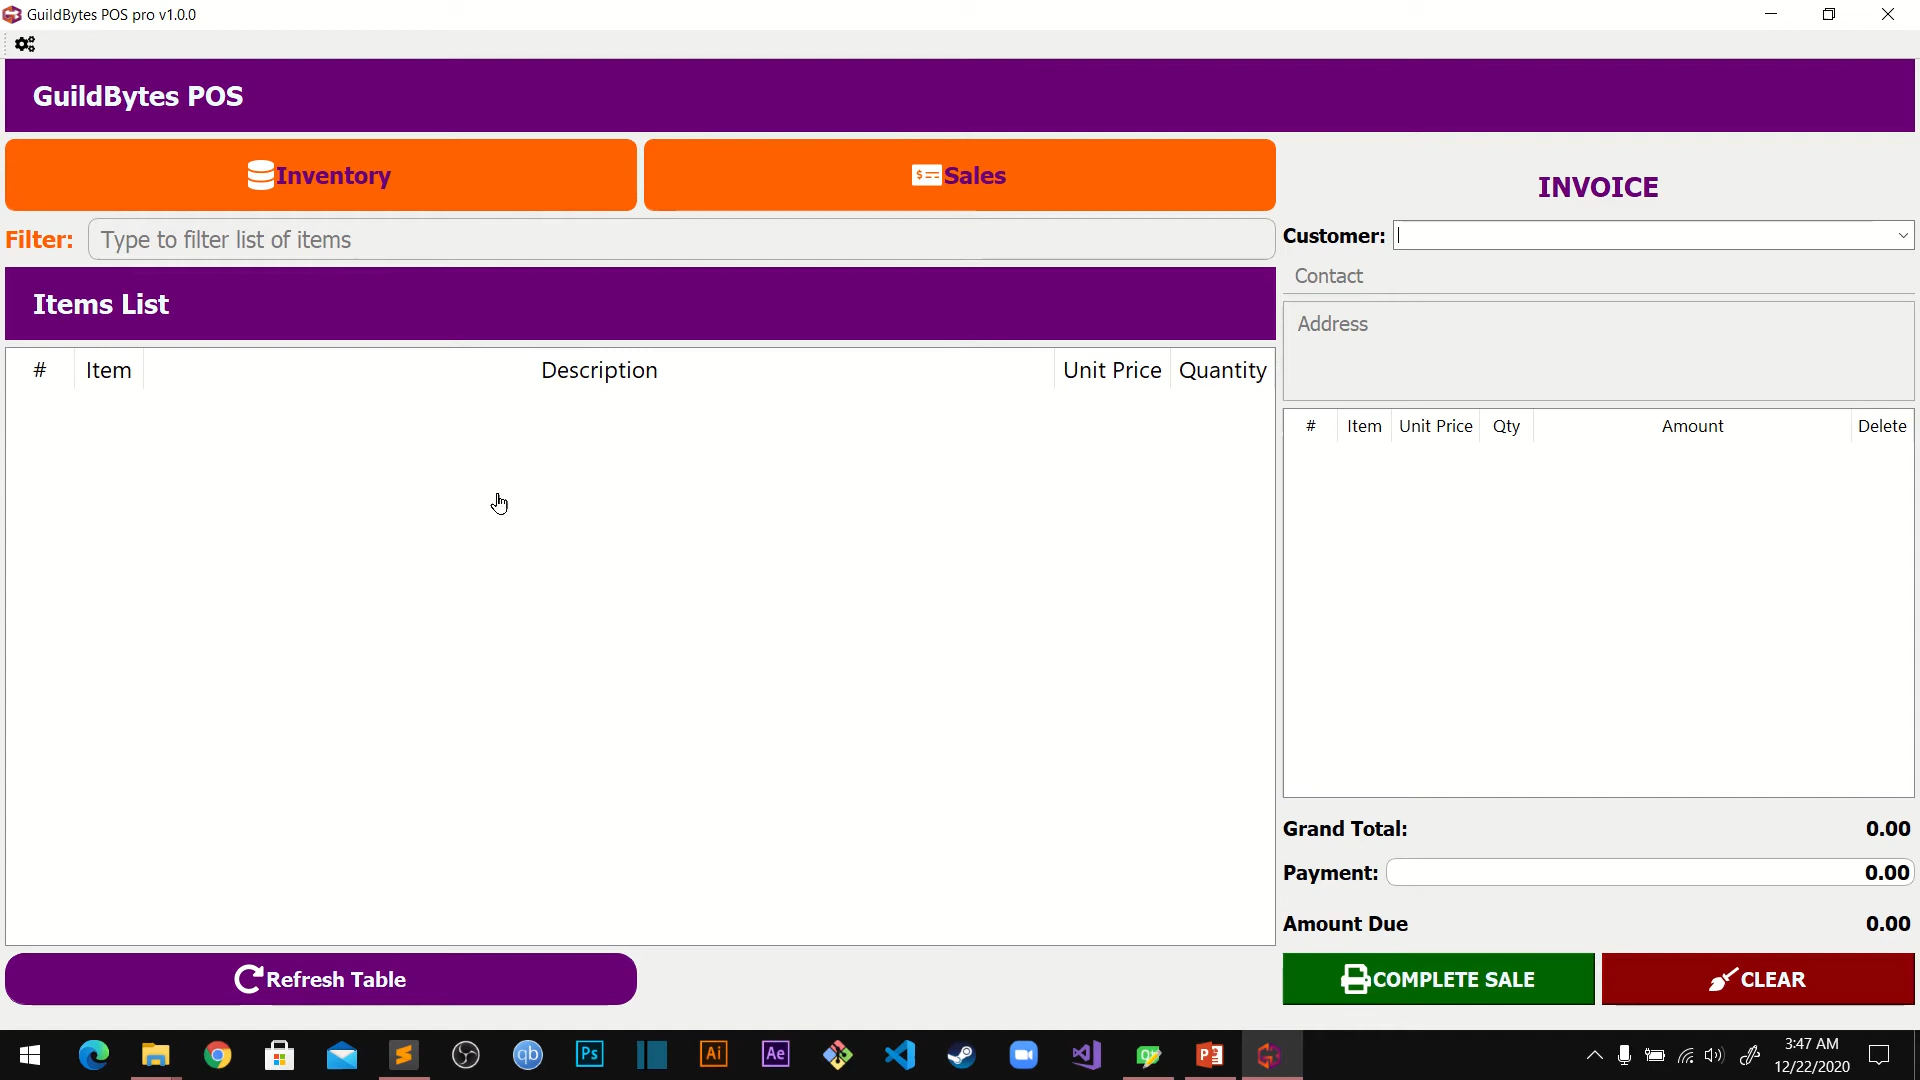 GuildBytes POS pro v1.0.0
GuildBytes POS
Inventory
Sales
INVOICE
Filter: Type to filter list of items
Customer:
Contact
Items List
Address
# Item Description Unit Price Quantity
# Item Unit Price Qty Amount Delete
Grand Total: 0.00
Payment: 0.00
Amount Due 0.00
Refresh Table
COMPLETE SALE
CLEAR
qb
Ps
Ai
Ae
3:47 AM
12/22/2020